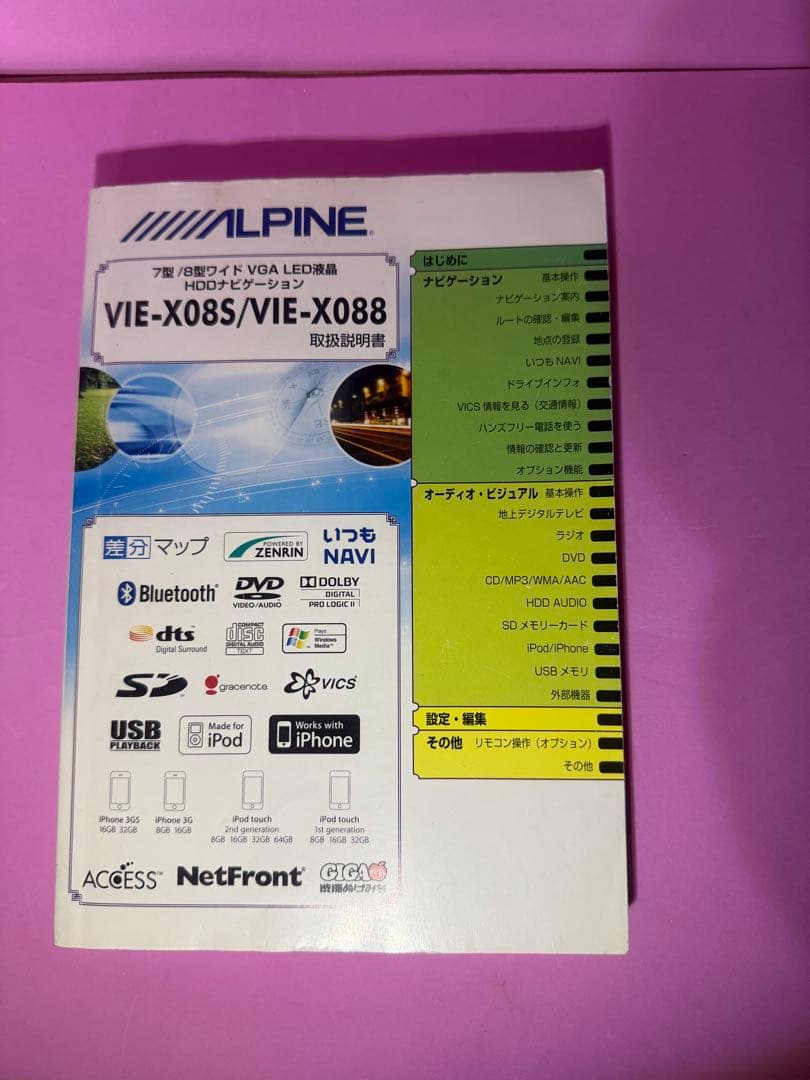 ALPINE
7型/8型ワイド VGA LED液晶
HDDナビゲーション
VIE-X08S/VIE-X088
取扱説明書
差分マップ
POWERED BY
ZENRIN
いつも
NAVI
Bluetooth
DVD
VIDEO/AUDIO
DOLBY
DIGITAL
PRO LOGIC II
dts
Digital Surround
COMPACT
disc
DIGITAL AUDIO
TEXT
Plays
Windows
Media™
SD
gracenote
VICS
USB
PLAYBACK
Made for
iPod
Works with
iPhone
iPhone 3GS
16GB 32GB
iPhone 3G
8GB 16GB
iPod touch
2nd generation
8GB 16GB 32GB 64GB
iPod touch
1st generation
8GB 16GB 32GB
ACCESS™
NetFront®
GIGA
渋滞ぬけみち
はじめに
ナビゲーション 基本操作
ナビゲーション案内
ルートの確認・編集
地点の登録
いつもNAVI
ドライブインフォ
VICS情報を見る（交通情報）
ハンズフリー電話を使う
情報の確認と更新
オプション機能
オーディオ・ビジュアル 基本操作
地上デジタルテレビ
ラジオ
DVD
CD/MP3/WMA/AAC
HDD AUDIO
SDメモリーカード
iPod/iPhone
USBメモリ
外部機器
設定・編集
その他 リモコン操作（オプション）
その他